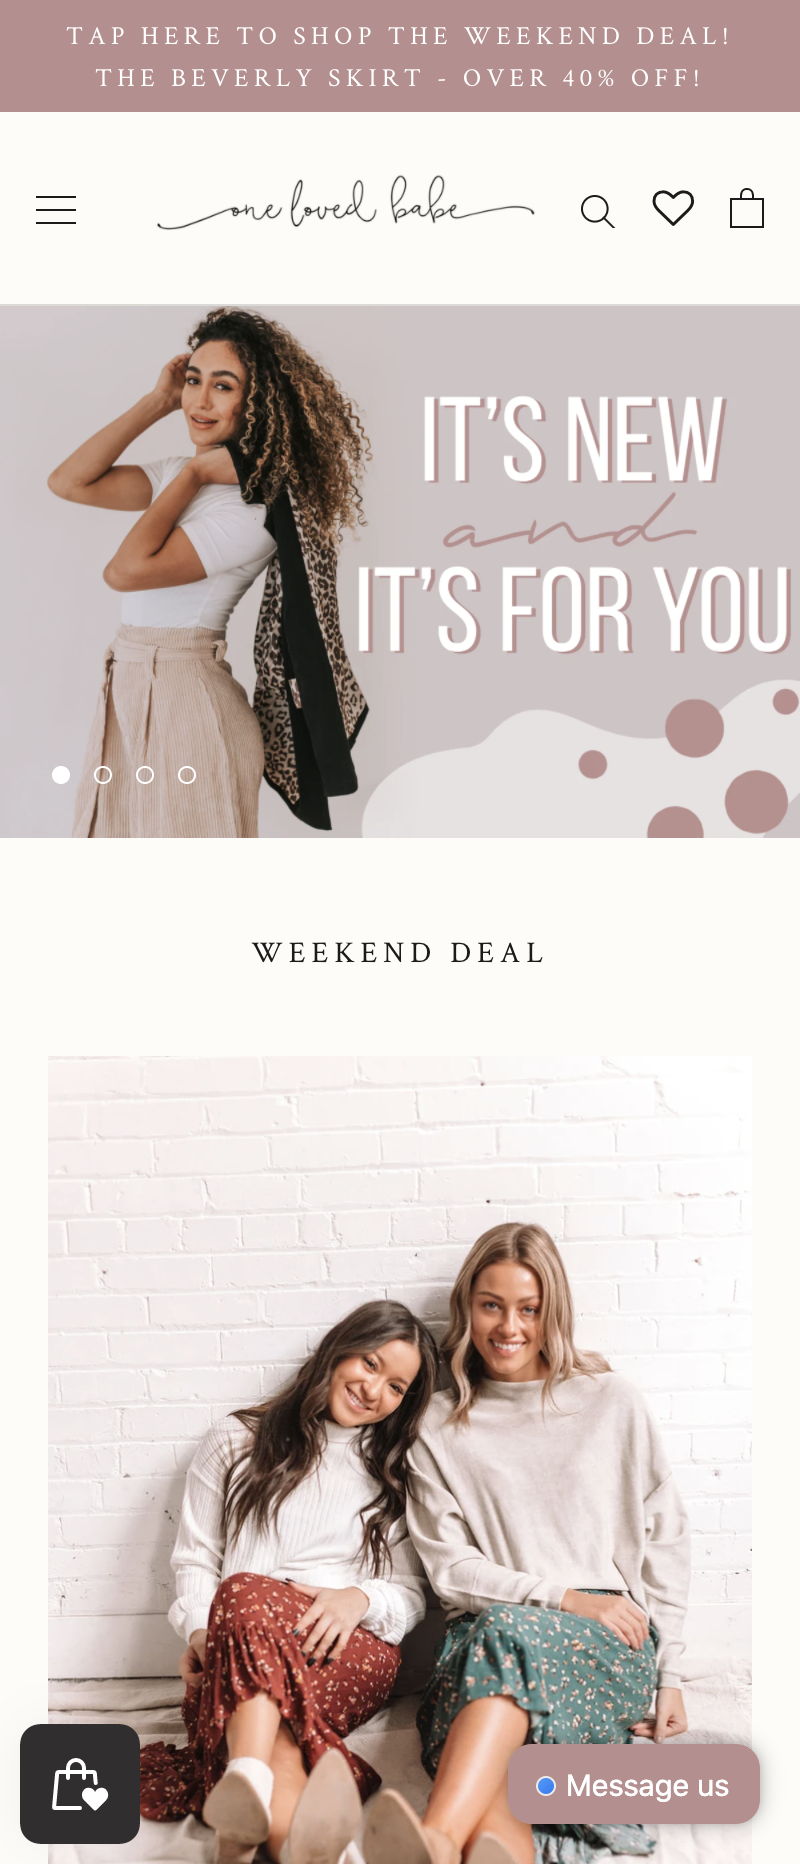 TAP HERE TO SHOP THE WEEKEND DEAL!
THE BEVERLY SKIRT - OVER 40% OFF!
one loved babe
IT'S NEW
and
IT'S FOR YOU
WEEKEND DEAL
Message us